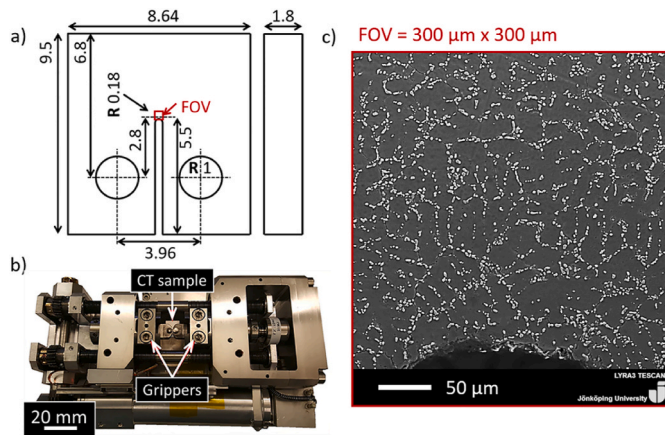 a)
8.64
1.8
9.5
6.8
R 0.18
FOV
2.8
5.5
R 1
3.96
b)
CT sample
Grippers
20 mm
c)
FOV = 300 µm x 300 µm
50 µm
LYRA3 TESCAN
Jönköping University